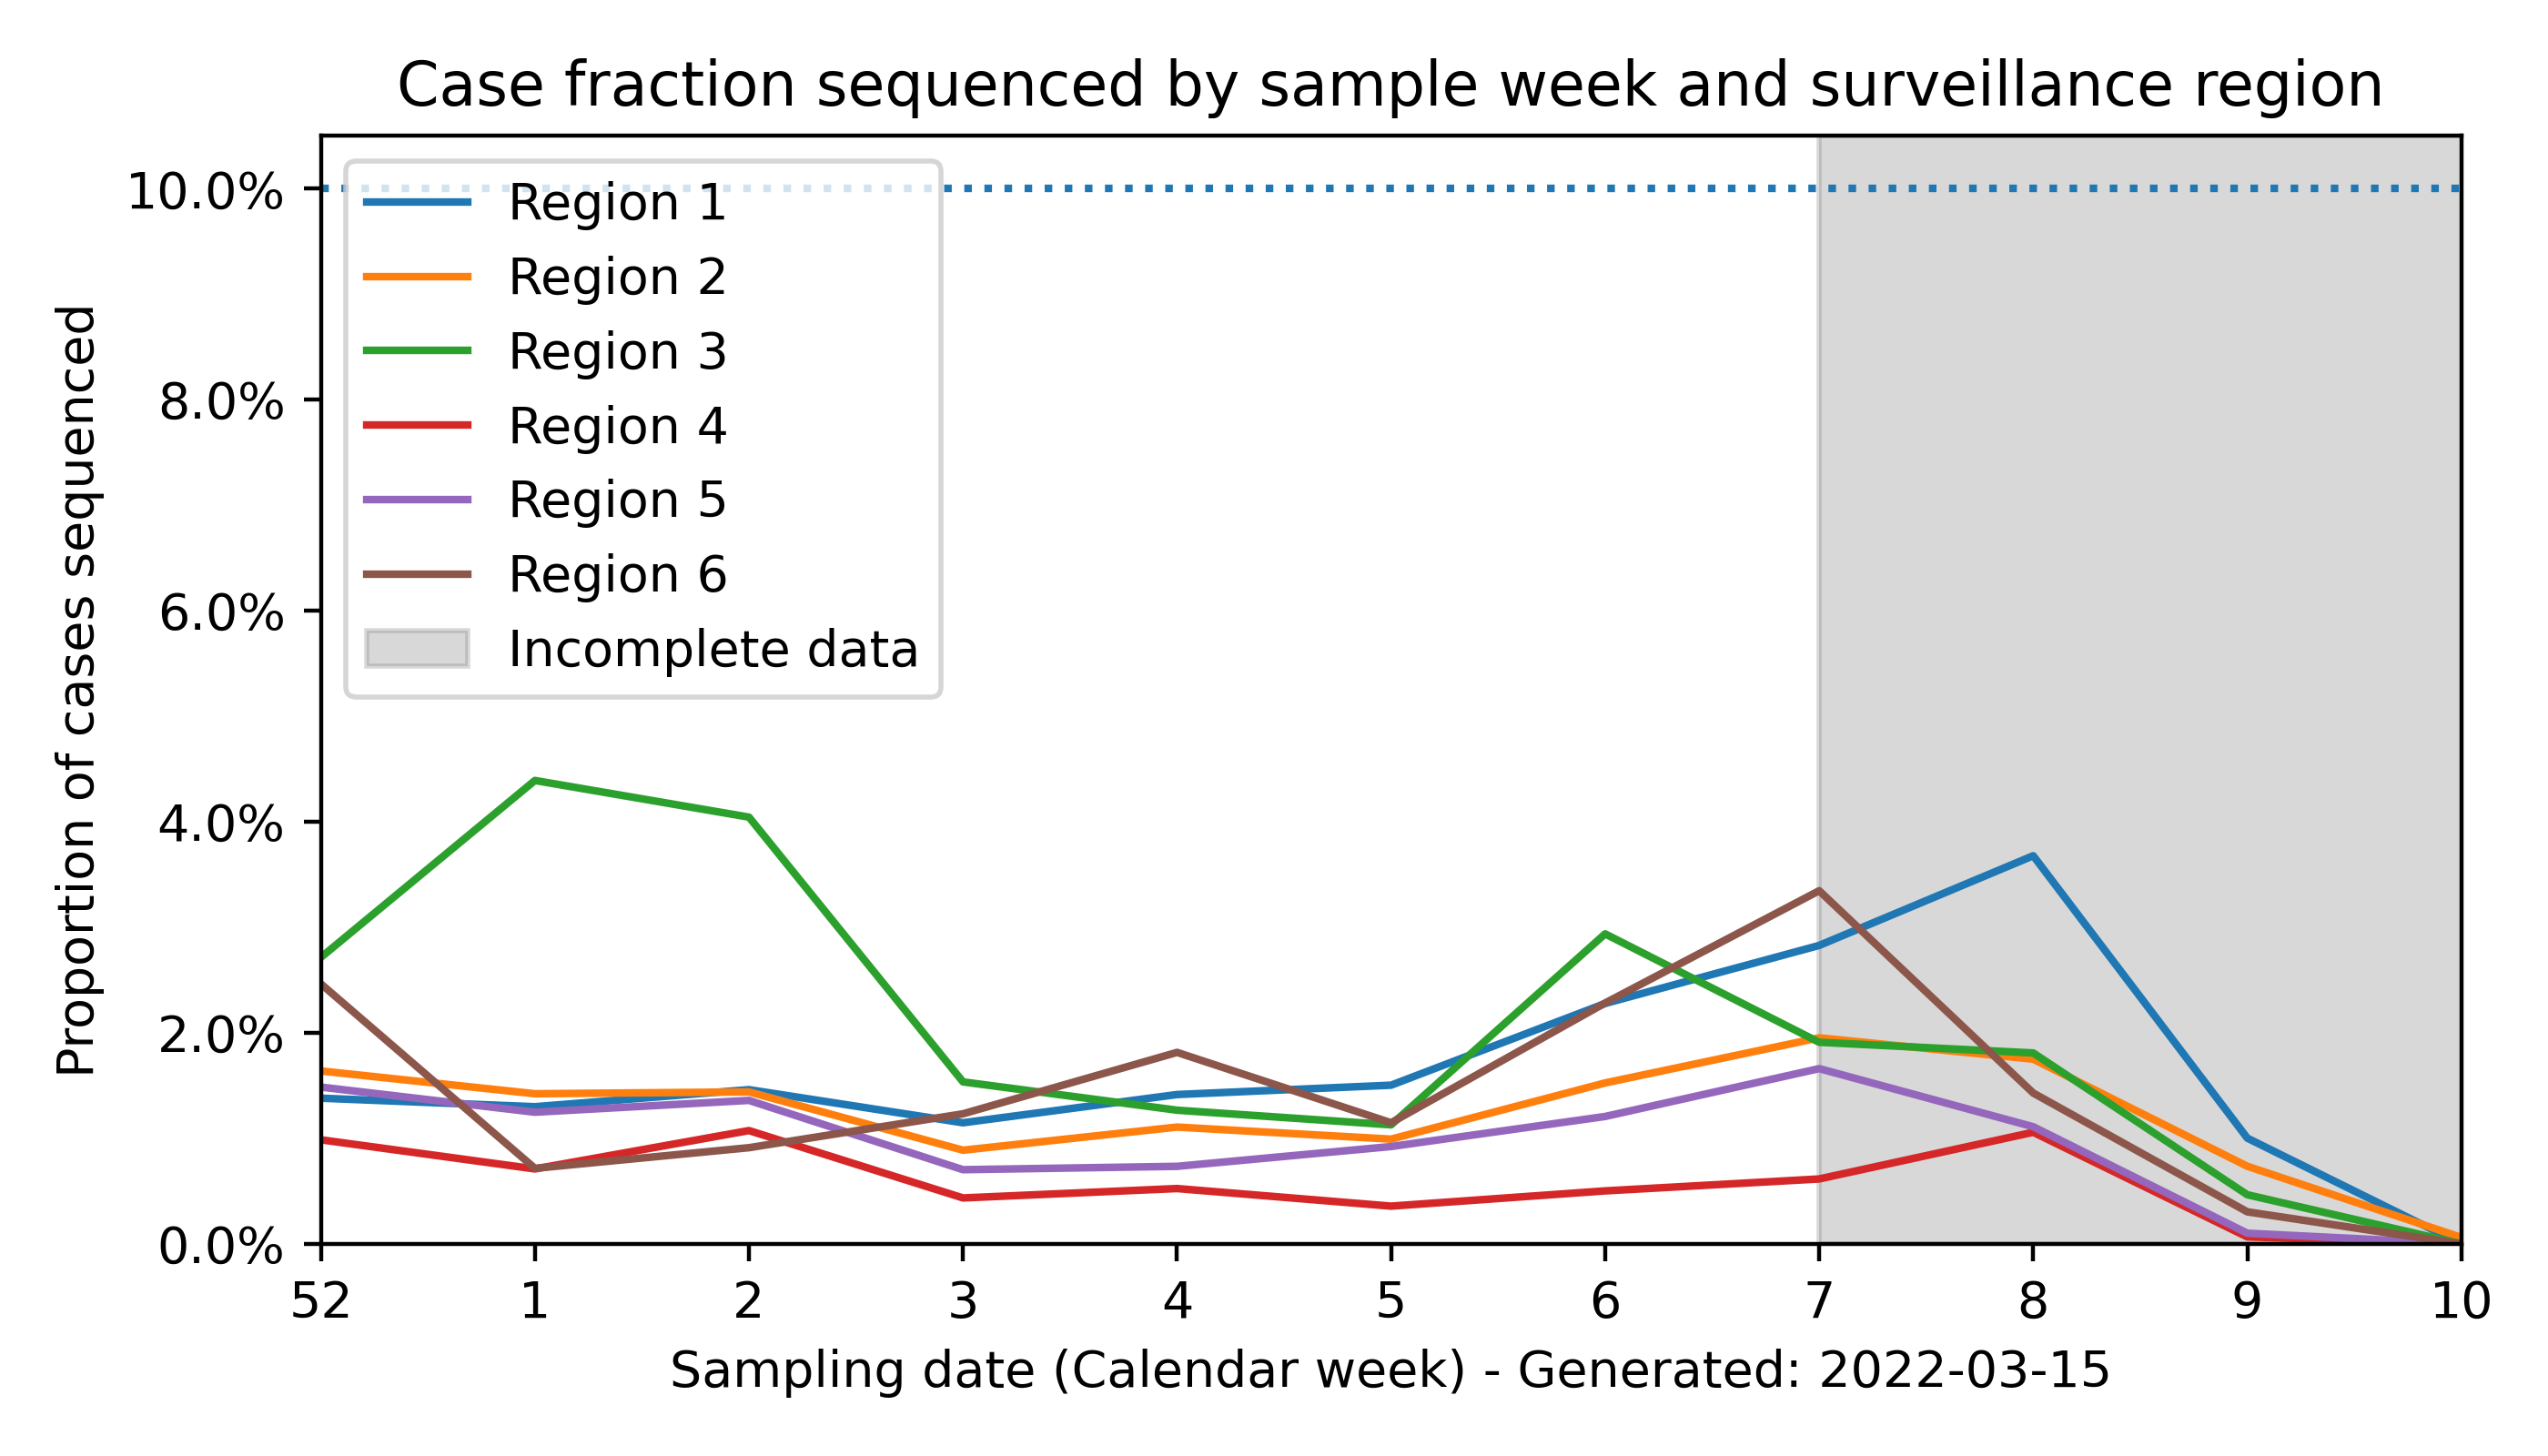 Case fraction sequenced by sample week and surveillance region
Proportion of cases sequenced
10.0%
8.0%
6.0%
4.0%
2.0%
0.0%
Region 1
Region 2
Region 3
Region 4
Region 5
Region 6
Incomplete data
52 1 2 3 4 5 6 7 8 9 10
Sampling date (Calendar week) - Generated: 2022-03-15